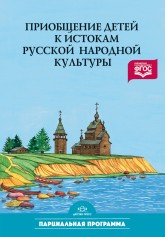 ПРИОБЩЕНИЕ ДЕТЕЙ
К ИСТОКАМ
РУССКОЙ НАРОДНОЙ
КУЛЬТУРЫ
ФГОС
ПАРЦИАЛЬНАЯ ПРОГРАММА